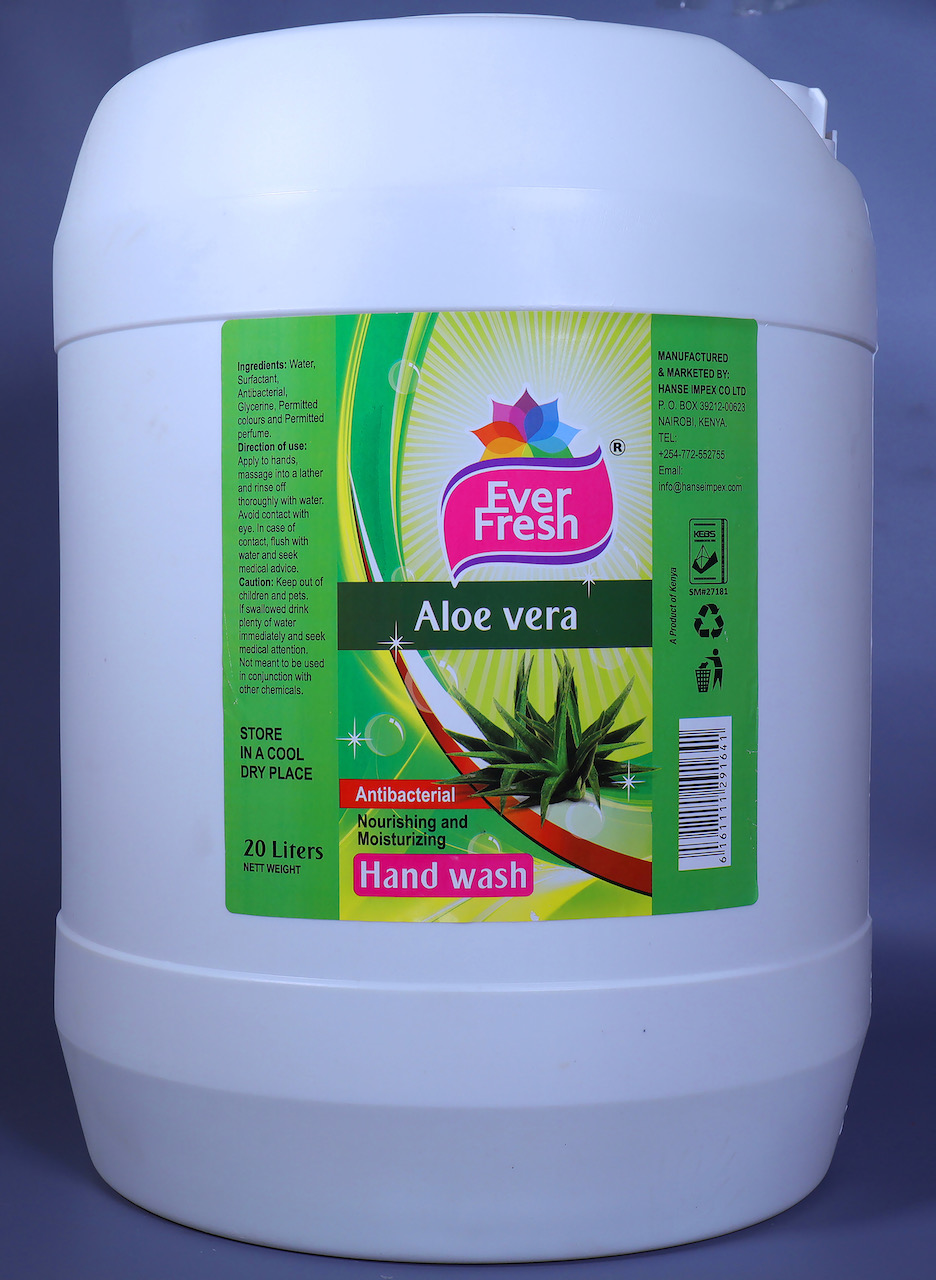 Ingredients: Water,
Surfactant,
Antibacterial,
Glycerine, Permitted
colours and Permitted
perfume.
Direction of use:
Apply to hands,
massage into a lather
and rinse off
thoroughly with water.
Avoid contact with
eye. In case of
contact, flush with
water and seek
medical advice.
Caution: Keep out of
children and pets.
If swallowed drink
plenty of water
immediately and seek
medical attention.
Not meant to be used
in conjunction with
other chemicals.
STORE
IN A COOL
DRY PLACE
20 Liters
NETT WEIGHT
®
Ever
Fresh
Aloe vera
Antibacterial
Nourishing and
Moisturizing
Hand wash
MANUFACTURED
& MARKETED BY:
HANSE IMPEX CO LTD
P. O. BOX 39212-00623
NAIROBI, KENYA.
TEL:
+254-772-552755
Email:
info@hanseimpex.com
KEBS
SM#27181
A Product of Kenya
6 161111 291641